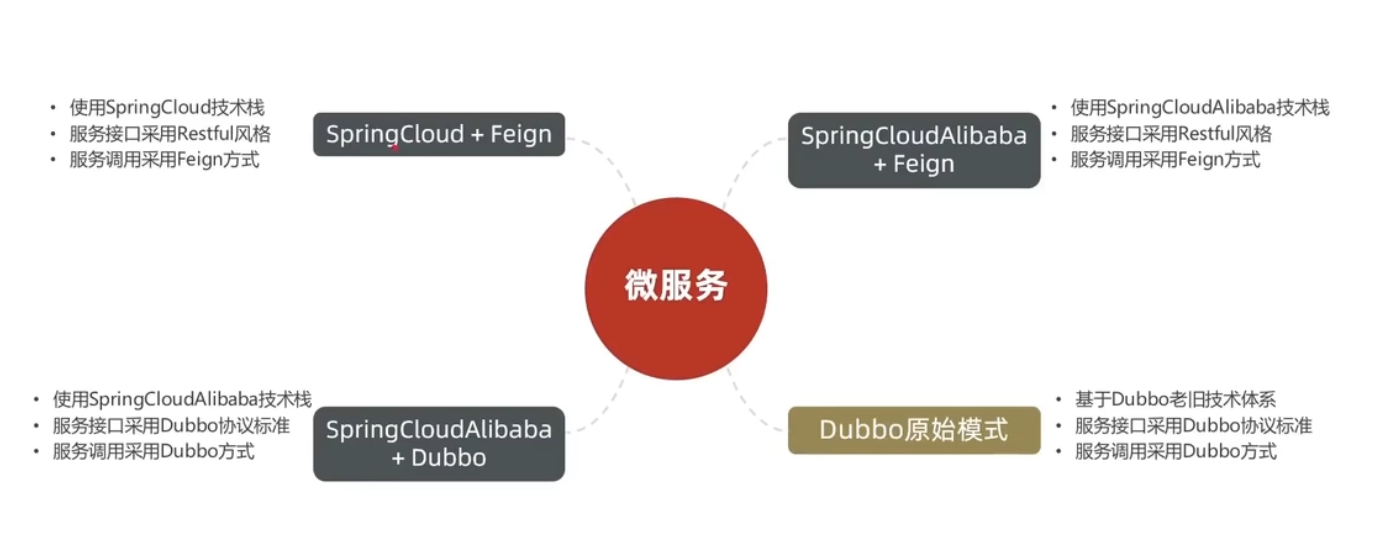 • 使用SpringCloud技术栈
• 服务接口采用Restful风格
• 服务调用采用Feign方式
SpringCloud + Feign
SpringCloudAlibaba
+ Feign
• 使用SpringCloudAlibaba技术栈
• 服务接口采用Restful风格
• 服务调用采用Feign方式
微服务
• 使用SpringCloudAlibaba技术栈
• 服务接口采用Dubbo协议标准
• 服务调用采用Dubbo方式
SpringCloudAlibaba
+ Dubbo
Dubbo原始模式
• 基于Dubbo老旧技术体系
• 服务接口采用Dubbo协议标准
• 服务调用采用Dubbo方式